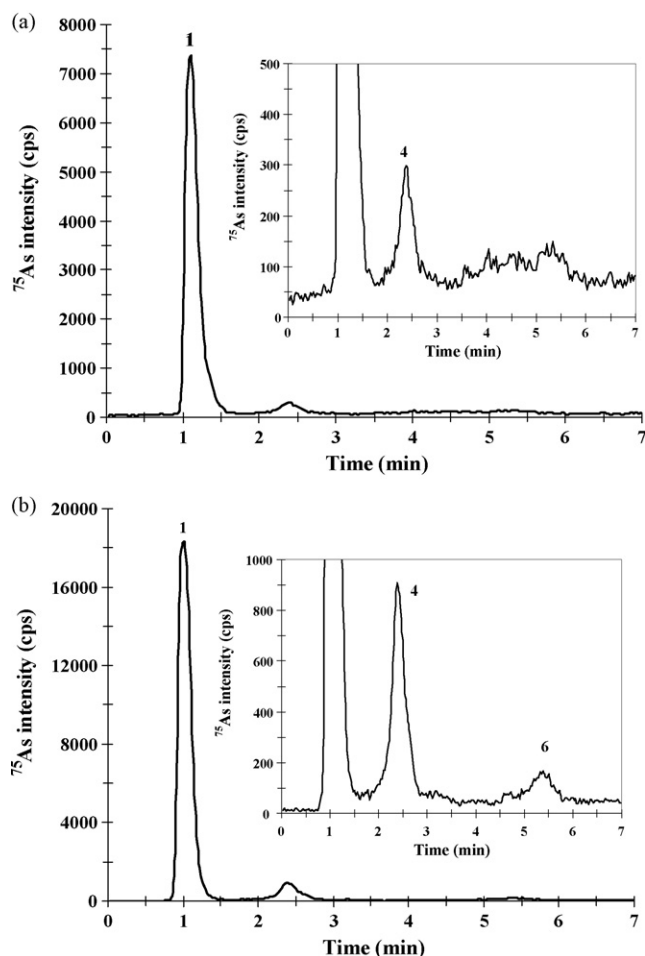 (a)
8000
7000
6000
5000
4000
3000
2000
1000
0
⁷⁵As intensity (cps)
1
0 1 2 3 4 5 6 7
Time (min)
500
400
300
200
100
0
⁷⁵As intensity (cps)
4
0 1 2 3 4 5 6 7
Time (min)
(b)
20000
16000
12000
8000
4000
0
⁷⁵As intensity (cps)
1
0 1 2 3 4 5 6 7
Time (min)
1000
800
600
400
200
0
⁷⁵As intensity (cps)
4
6
0 1 2 3 4 5 6 7
Time (min)